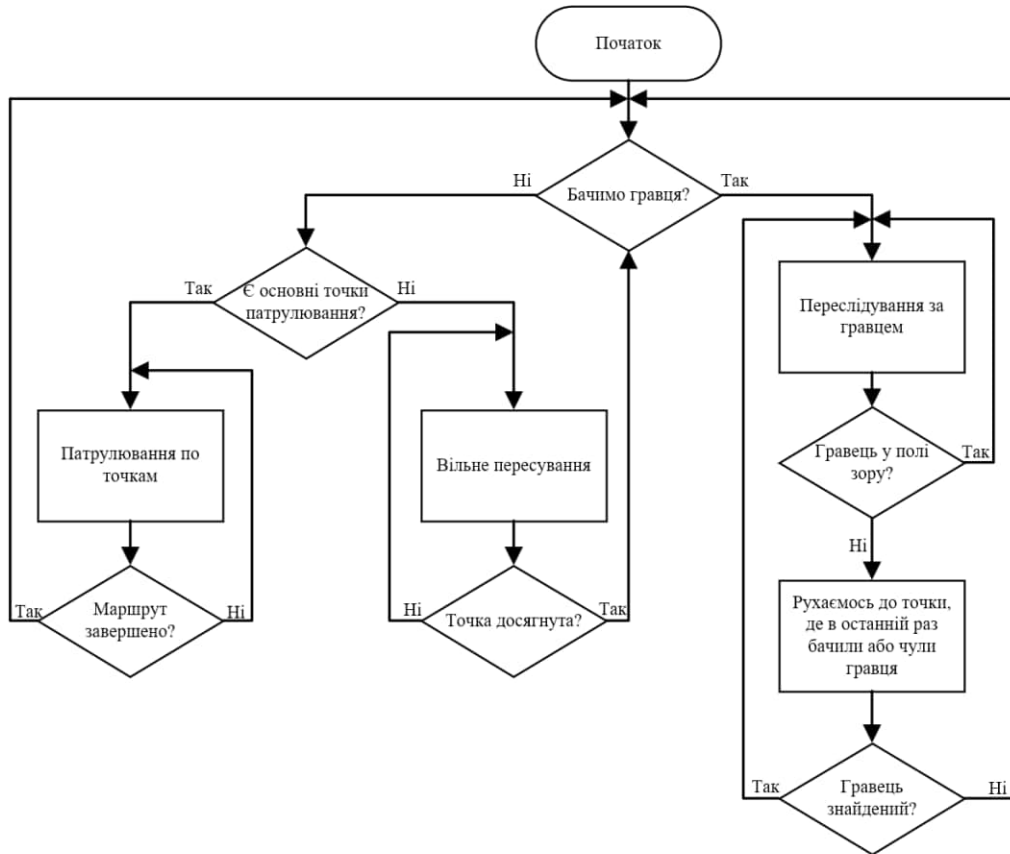 Початок
Ні
Так
Бачимо гравця?
Так
Є основні точки
патрулювання?
Ні
Переслідування за
гравцем
Патрулювання по
точкам
Вільне пересування
Гравець у полі
зору?
Так
Ні
Так
Маршрут
завершено?
Ні
Ні
Точка досягнута?
Так
Рухаємось до точки,
де в останній раз
бачили або чули
гравця
Так
Гравець
знайдений?
Ні